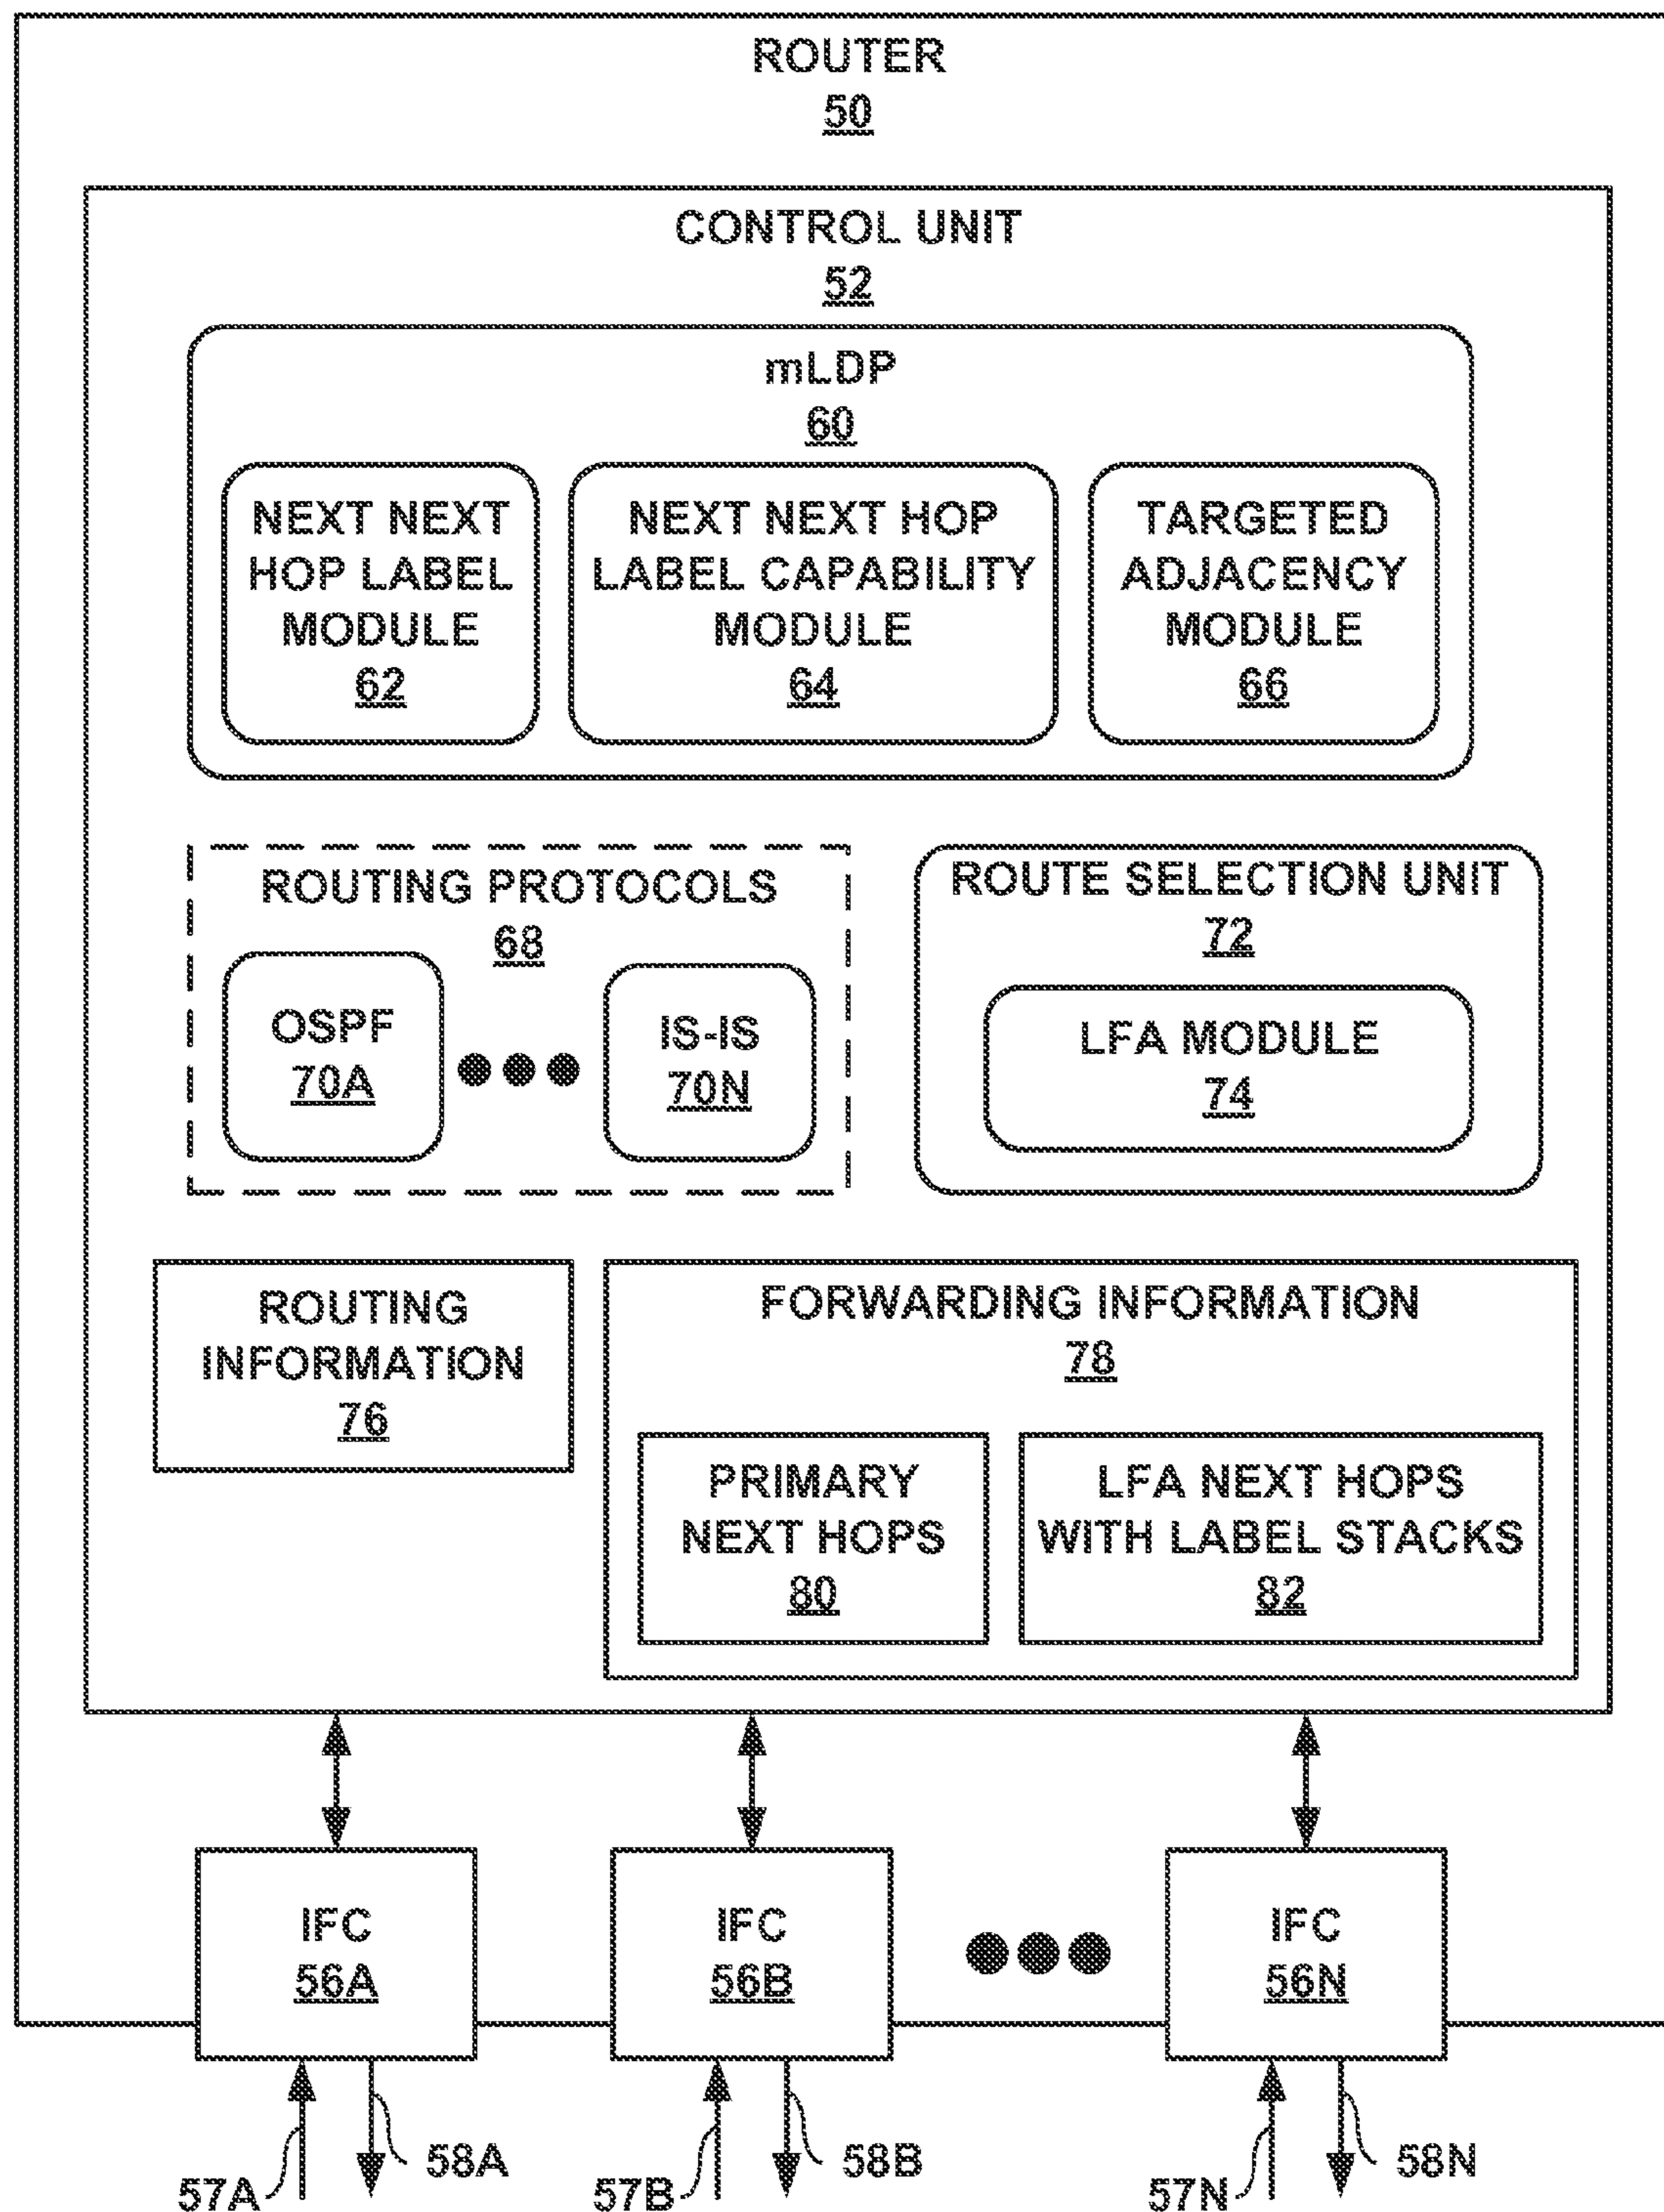 ROUTER
50
CONTROL UNIT
52
mLDP
60
NEXT NEXT
HOP LABEL
MODULE
62
NEXT NEXT HOP
LABEL CAPABILITY
MODULE
64
TARGETED
ADJACENCY
MODULE
66
ROUTING PROTOCOLS
68
OSPF
70A
IS-IS
70N
ROUTE SELECTION UNIT
72
LFA MODULE
74
ROUTING
INFORMATION
76
FORWARDING INFORMATION
78
PRIMARY
NEXT HOPS
80
LFA NEXT HOPS
WITH LABEL STACKS
82
IFC
56A
IFC
56B
IFC
56N
57A
58A
57B
58B
57N
58N